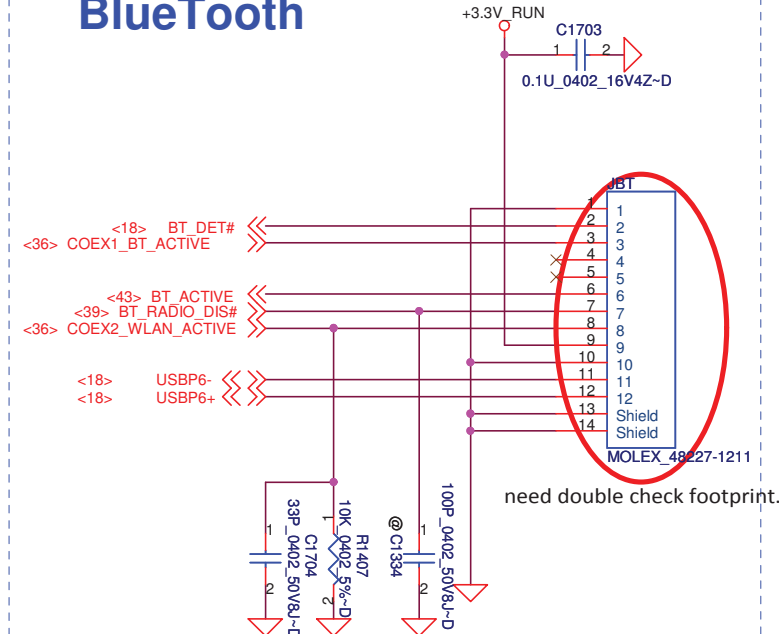 BlueTooth
+3.3V_RUN
C1703
1 2
0.1U_0402_16V4Z~D
JBT
<18> BT_DET#
<36> COEX1_BT_ACTIVE
<43> BT_ACTIVE
<39> BT_RADIO_DIS#
<36> COEX2_WLAN_ACTIVE
<18> USBP6-
<18> USBP6+
1 1
2 2
3 3
4 4
5 5
6 6
7 7
8 8
9 9
10 10
11 11
12 12
13 Shield
14 Shield
MOLEX_48227-1211
need double check footprint.
1
2
C1704
33P_0402_50V8J~D
1
2
R1407
10K_0402_5%~D
1
2
@C1334
100P_0402_50V8J~D